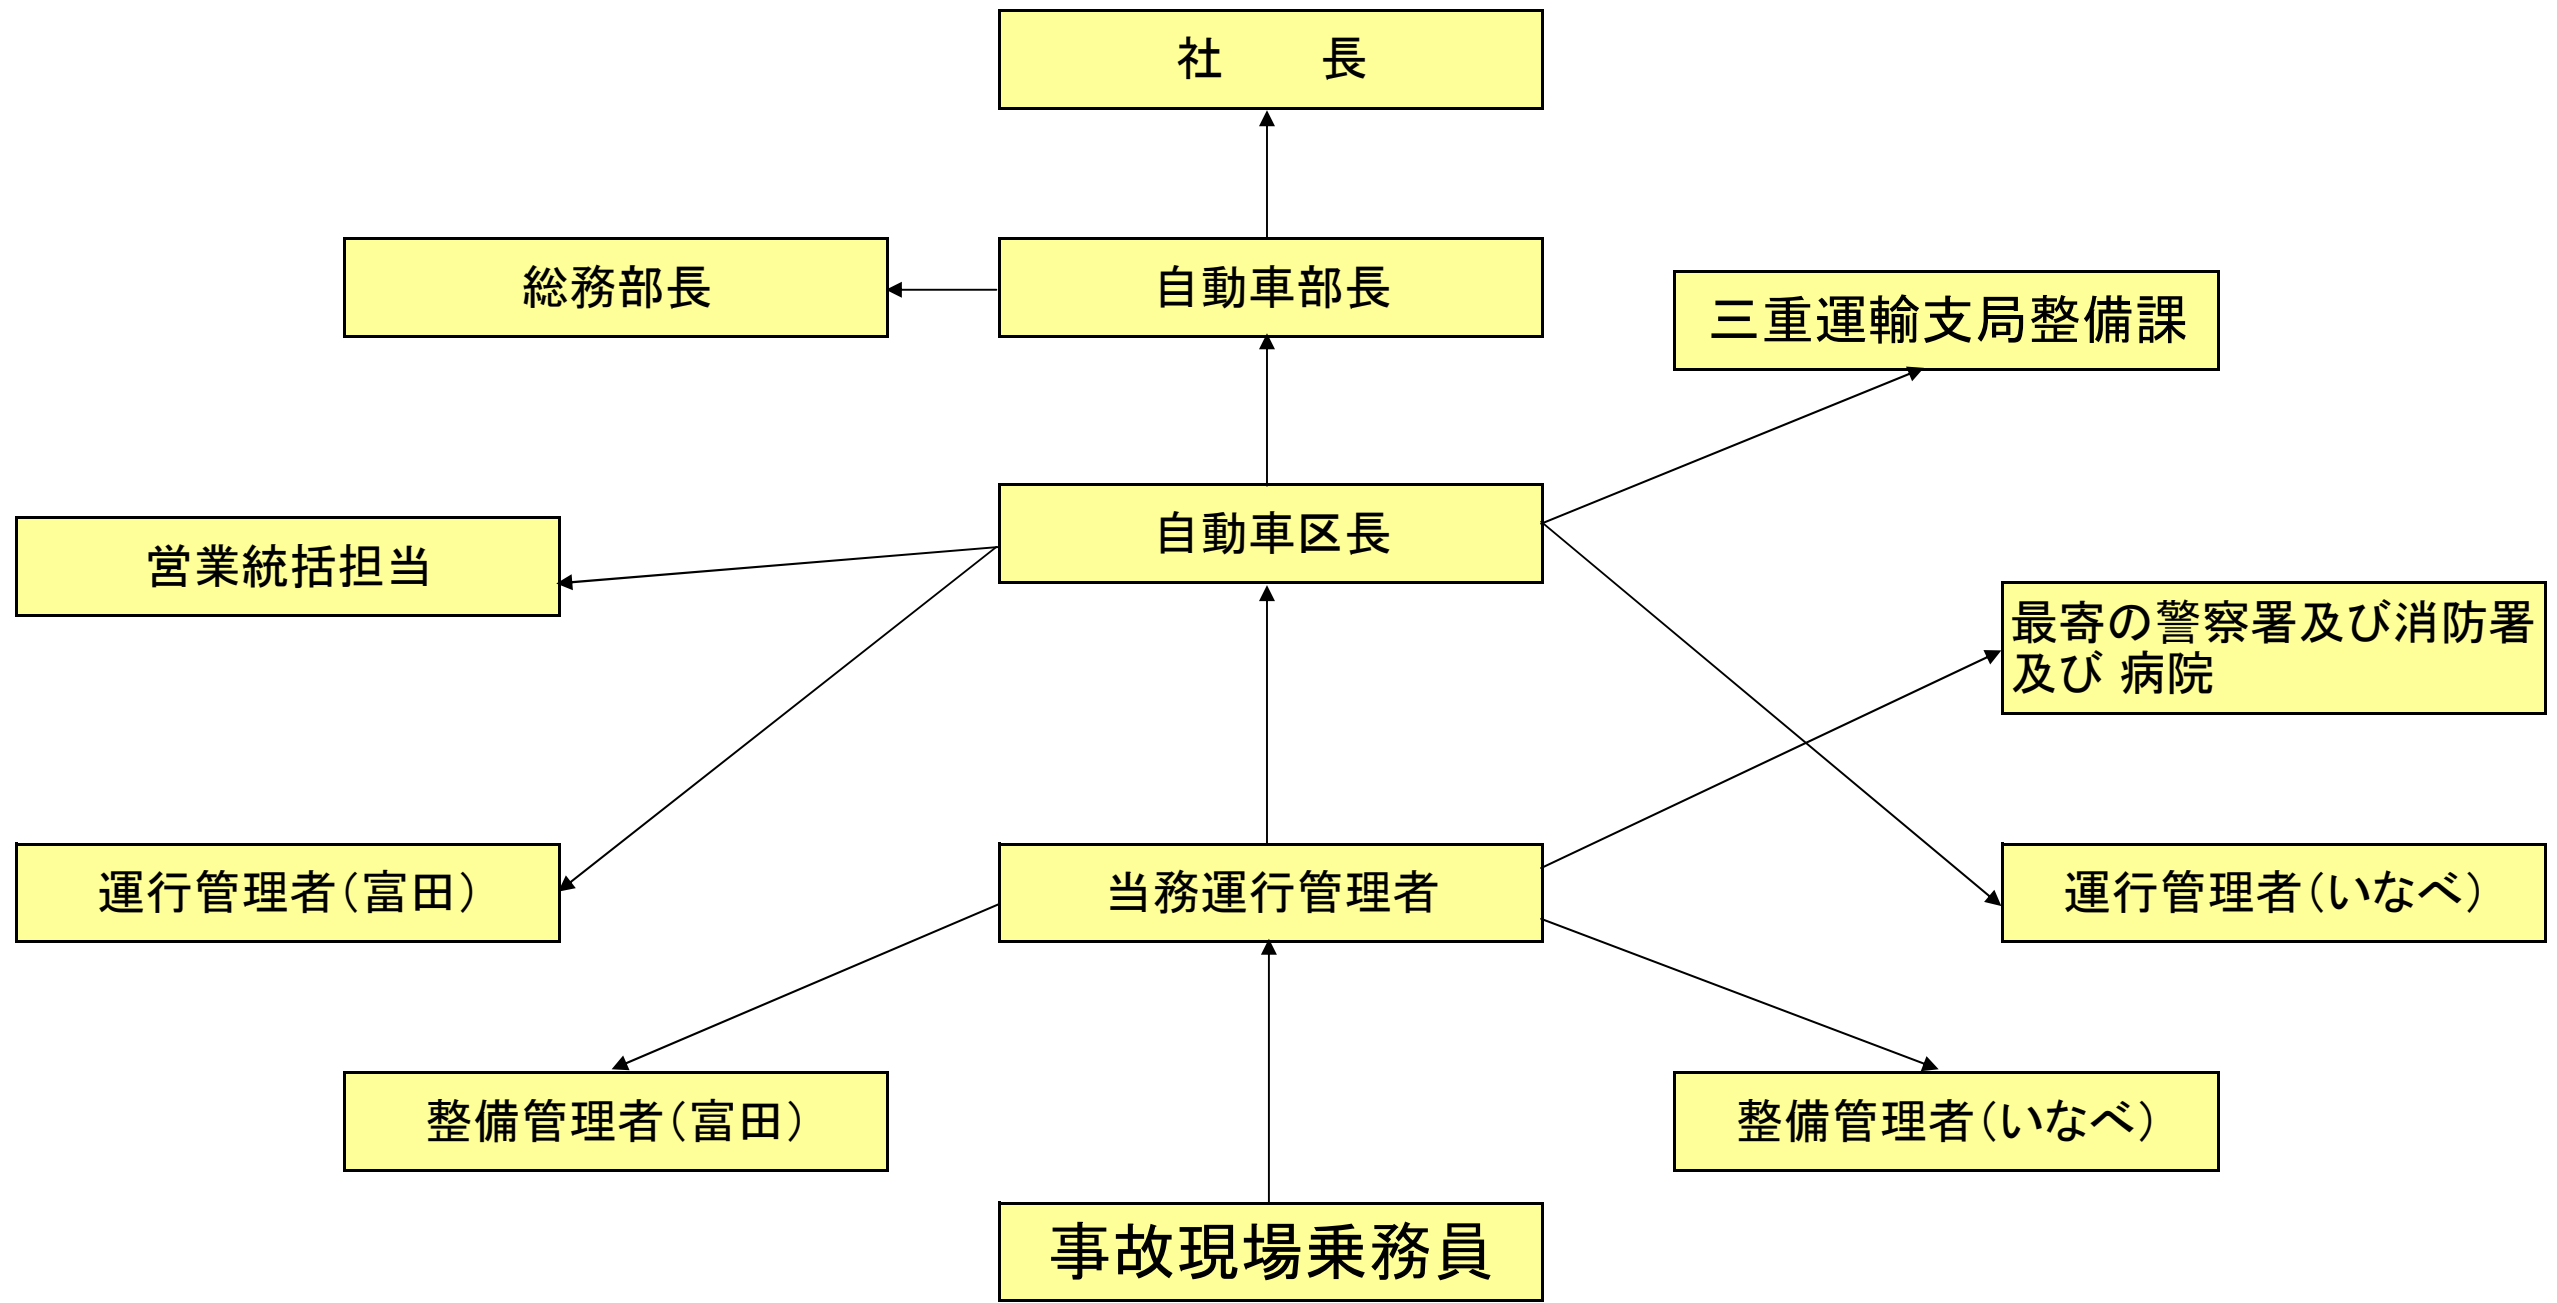 社　　長
総務部長
自動車部長
三重運輸支局整備課
自動車区長
営業統括担当
最寄の警察署及び消防署
及び 病院
運行管理者（富田）
当務運行管理者
運行管理者（いなべ）
整備管理者（富田）
整備管理者（いなべ）
事故現場乗務員